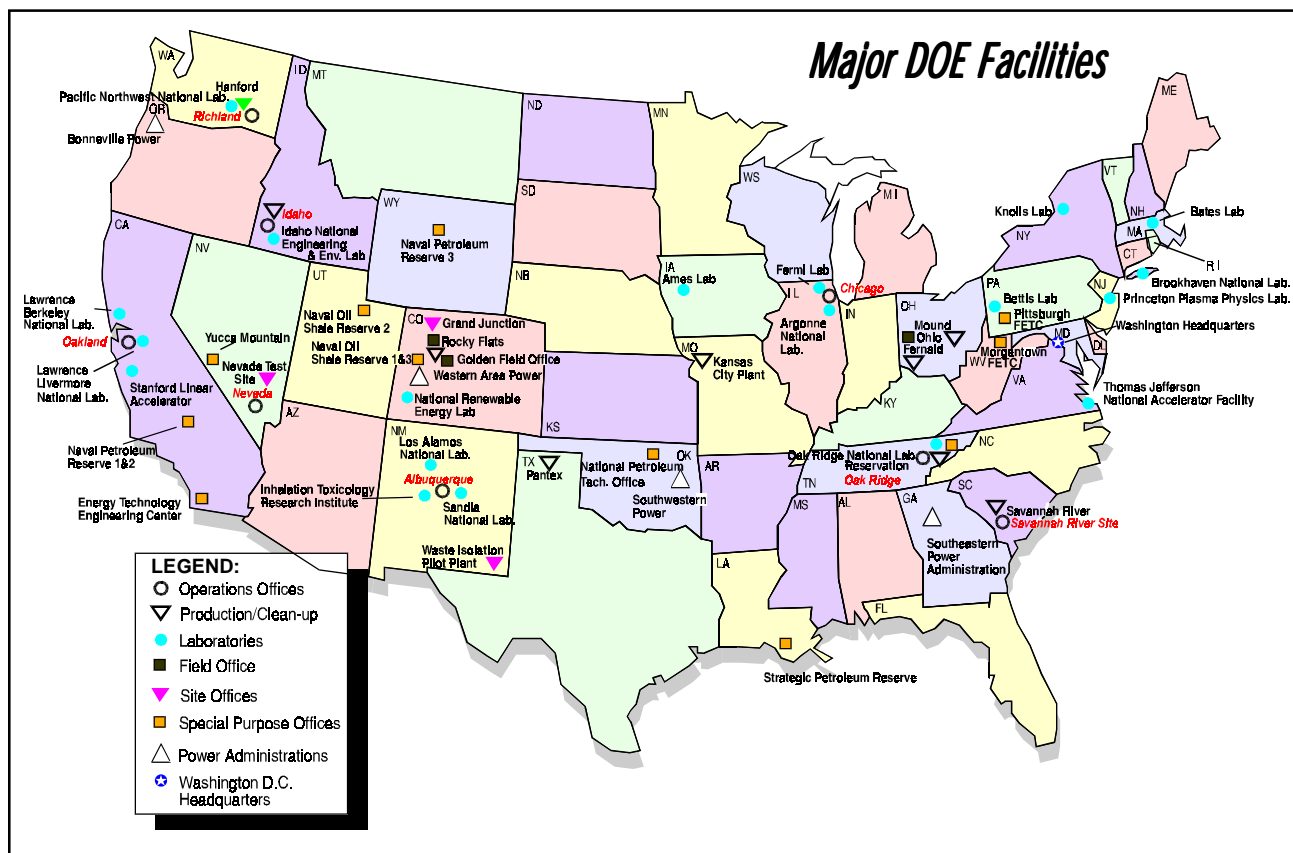 Major DOE Facilities
WA
Hanford
Pacific Northwest National Lab.
Richland
OR
Bonneville Power
ID
MT
ND
MN
ME
Idaho
Idaho National
Engineering
& Env. Lab
WY
Naval Petroleum
Reserve 3
SD
WS
MI
VT
NH
Knolls Lab
Bates Lab
NY
MA
CT
RI
Brookhaven National Lab.
CA
NV
UT
NB
IA
Ames Lab
Fermi Lab
IL
Chicago
Argonne
National
Lab.
IN
OH
Mound
Ohio
Fernald
PA
Bettis Lab
Pittsburgh
FETC
NJ
Princeton Plasma Physics Lab.
Washington Headquarters
MD
DL
Morgantown
FETC
WV
VA
Thomas Jefferson
National Accelerator Facility
Lawrence
Berkeley
National Lab.
Oakland
Lawrence
Livermore
National Lab.
Stanford Linear
Accelerator
Yucca Mountain
Nevada Test
Site
Nevada
Naval Oil
Shale Reserve 2
Naval Oil
Shale Reserve 1&3
CO
Grand Junction
Rocky Flats
Golden Field Office
Western Area Power
National Renewable
Energy Lab
MO
Kansas
City Plant
KY
KS
Naval Petroleum
Reserve 1&2
Energy Technology
Engineering Center
AZ
NM
Los Alamos
National Lab.
Albuquerque
Inhalation Toxicology
Research Institute
Sandia
National Lab.
Waste Isolation
Pilot Plant
TX
Pantex
OK
National Petroleum
Tech. Office
Southwestern
Power
AR
Oak Ridge National Lab.
Reservation
Oak Ridge
TN
NC
SC
Savannah River
Savannah River Site
MS
AL
GA
Southeastern
Power
Administration
LA
FL
Strategic Petroleum Reserve
LEGEND:
Operations Offices
Production/Clean-up
Laboratories
Field Office
Site Offices
Special Purpose Offices
Power Administrations
Washington D.C.
Headquarters